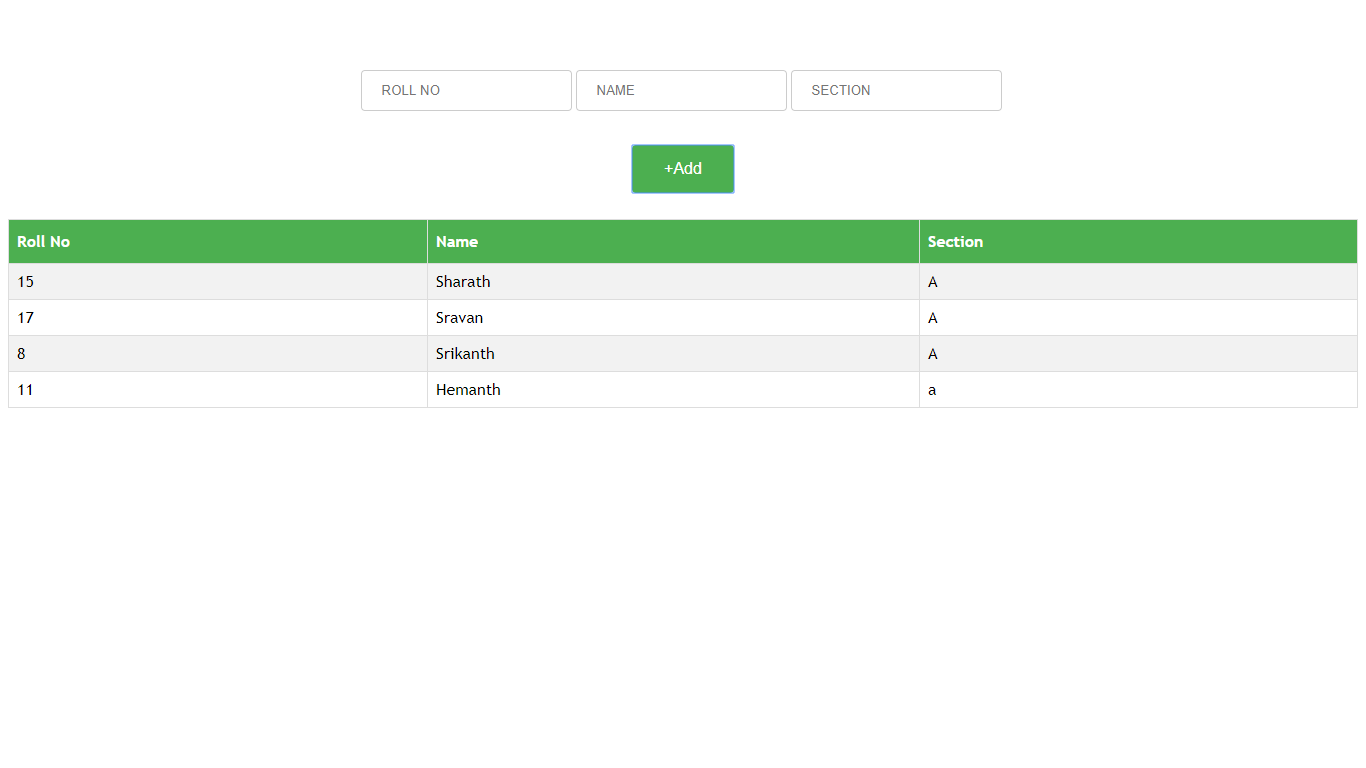 ROLL NO NAME SECTION
+Add
Roll No Name Section
15 Sharath A
17 Sravan A
8 Srikanth A
11 Hemanth a